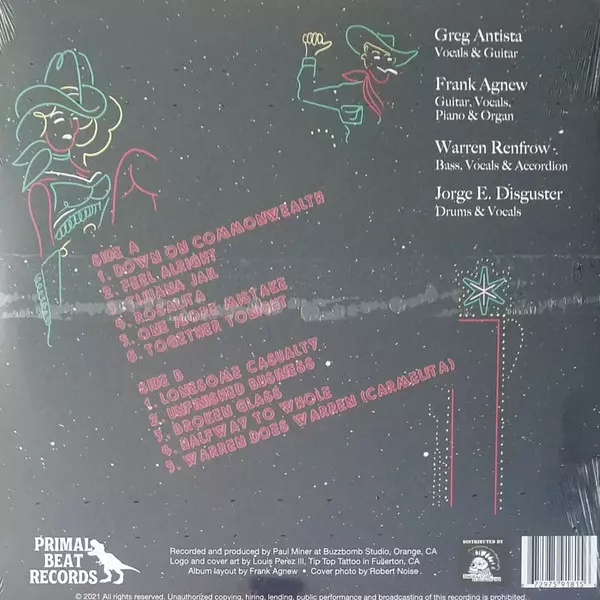 Greg Antista
Vocals & Guitar
Frank Agnew
Guitar, Vocals,
Piano & Organ
Warren Renfrow
Bass, Vocals & Accordion
Jorge E. Disguster
Drums & Vocals
SIDE A
1. DOWN ON COMMONWEALTH
2. FEEL ALRIGHT
3. TIJUANA JAIL
4. ROSALITA
5. ONE MORE MISTAKE
6. TOGETHER TONIGHT
SIDE B
1. LONESOME CASUALTY
2. UNFINISHED BUSINESS
3. BROKEN GLASS
4. HALFWAY TO WHOLE
5. WARREN DOES WARREN (CARMELITA)
PRIMAL
BEAT
RECORDS
Recorded and produced by Paul Miner at Buzzbomb Studio, Orange, CA
Logo and cover art by Louis Perez III, Tip Top Tattoo in Fullerton, CA
Album layout by Frank Agnew • Cover photo by Robert Noise
DISTRIBUTED BY
72975 91815
© 2021 All rights reserved. Unauthorized copying, hiring, lending, public performance and broadcasting of this record prohibited.